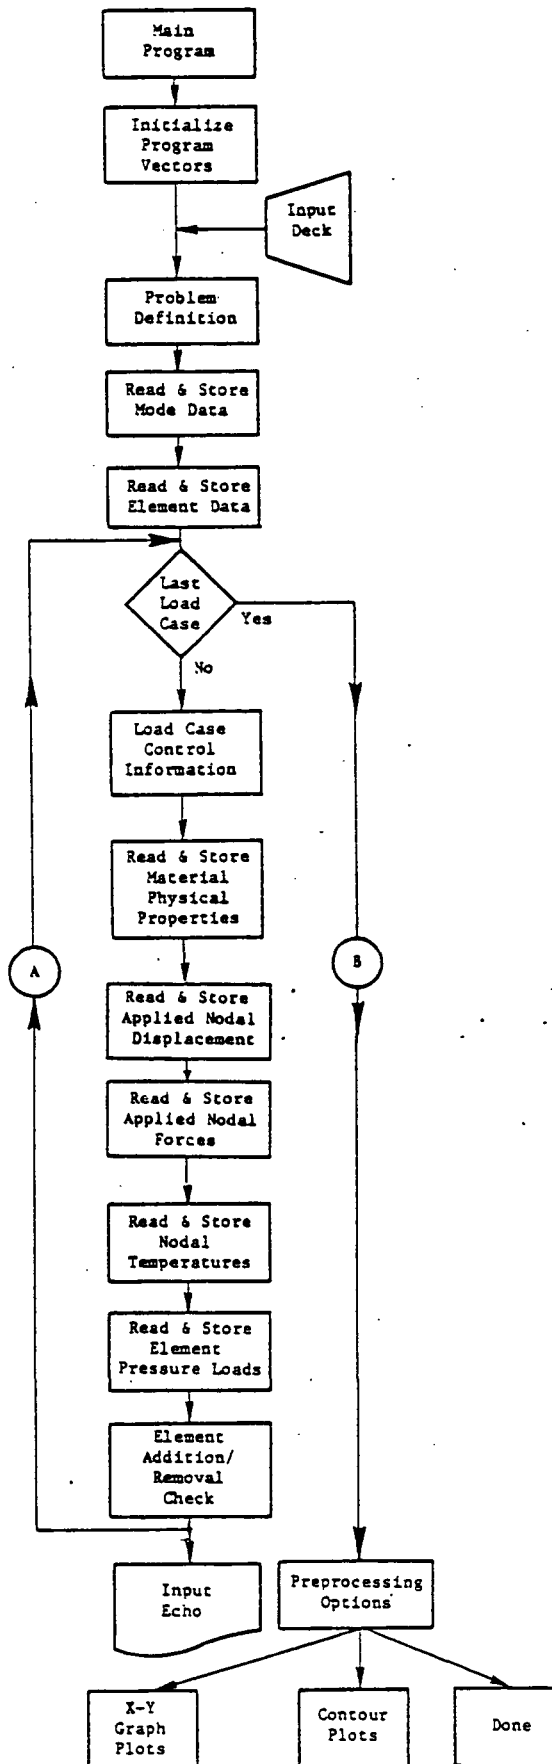 Main
Program
Initialize
Program
Vectors
Input
Deck
Problem
Definition
Read & Store
Mode Data
Read & Store
Element Data
Last
Load
Case
Yes
No
Load Case
Control
Information
Read & Store
Material
Physical
Properties
A
B
Read & Store
Applied Nodal
Displacement
Read & Store
Applied Nodal
Forces
Read & Store
Nodal
Temperatures
Read & Store
Element
Pressure Loads
Element
Addition/
Removal
Check
Input
Echo
Preprocessing
Options
X-Y
Graph
Plots
Contour
Plots
Done